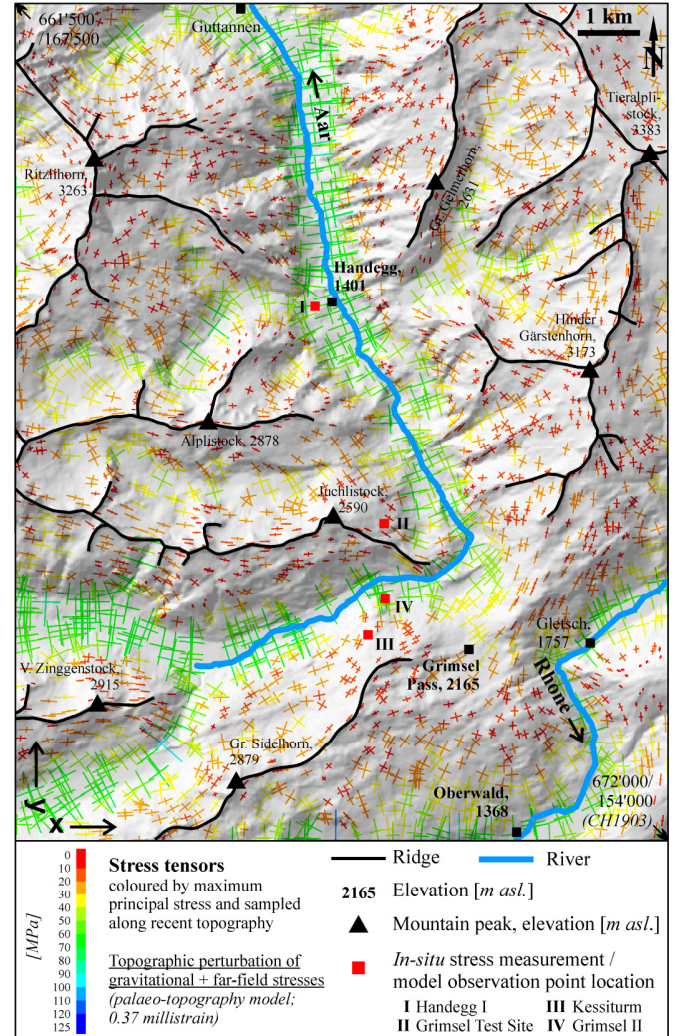 661'500/
167'500
Guttannen
1 km
N
Aar
Tieralpli-
stock,
3383
Ritzlihorn,
3263
Gr. Gelmerhorn,
2631
Handegg,
1401
I
Hinder
Gärstenhorn,
3173
Alplistock, 2878
Juchlistock,
2590
II
IV
III
Gletsch,
1757
V. Zinggenstock,
2915
Grimsel
Pass, 2165
Rhone
Gr. Sidelhorn,
2879
Oberwald,
1368
672'000/
154'000
(CH1903)
y
x
[MPa]
0
10
20
30
40
50
60
70
80
90
100
110
120
125
Stress tensors
coloured by maximum
principal stress and sampled
along recent topography
Topographic perturbation of
gravitational + far-field stresses
(palaeo-topography model;
0.37 millistrain)
Ridge
River
2165 Elevation [m asl.]
Mountain peak, elevation [m asl.]
In-situ stress measurement /
model observation point location
I Handegg I III Kessiturm
II Grimsel Test Site IV Grimsel II